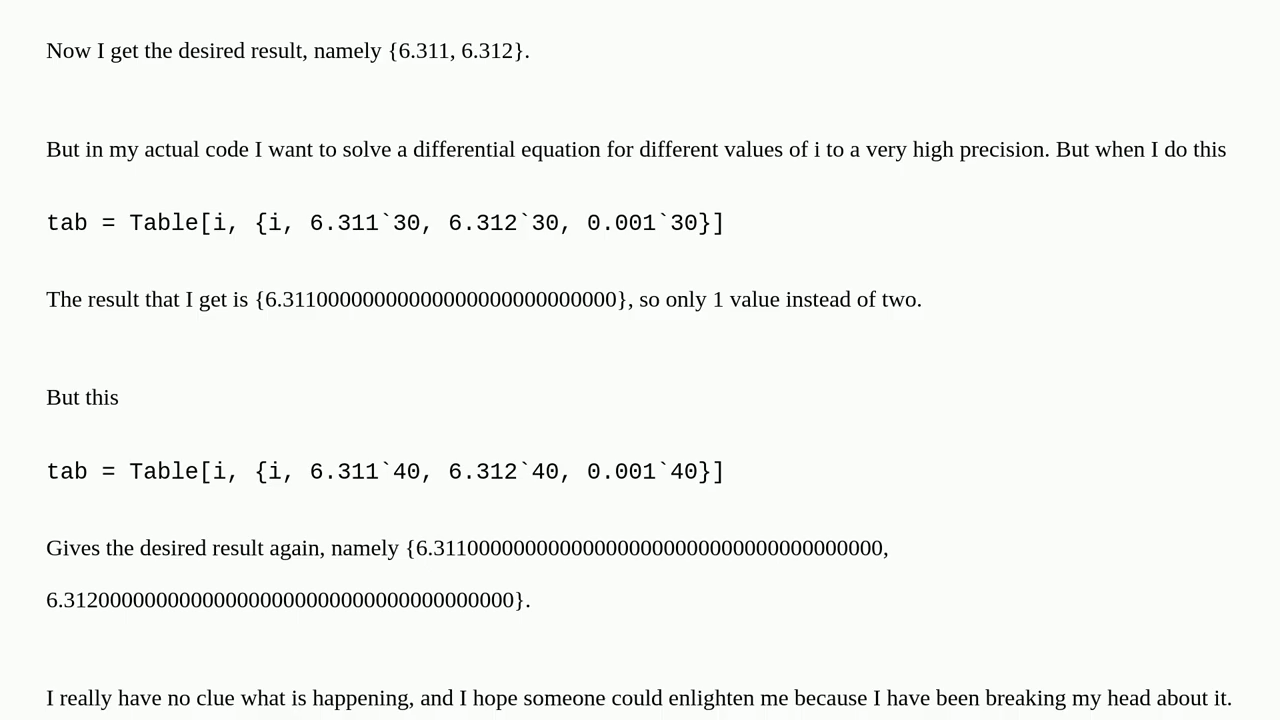 Now I get the desired result, namely {6.311, 6.312}.
But in my actual code I want to solve a differential equation for different values of i to a very high precision. But when I do this
tab = Table[i, {i, 6.311`30, 6.312`30, 0.001`30}]
The result that I get is {6.31100000000000000000000000000}, so only 1 value instead of two.
But this
tab = Table[i, {i, 6.311`40, 6.312`40, 0.001`40}]
Gives the desired result again, namely {6.311000000000000000000000000000000000000,
6.312000000000000000000000000000000000000}.
I really have no clue what is happening, and I hope someone could enlighten me because I have been breaking my head about it.